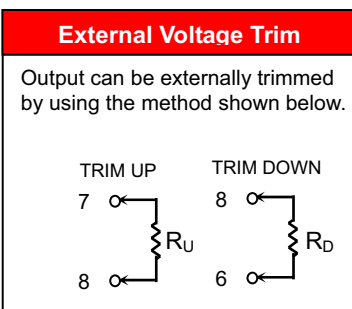 External Voltage Trim
Output can be externally trimmed
by using the method shown below.
TRIM UP TRIM DOWN
7 8
RU RD
8 6